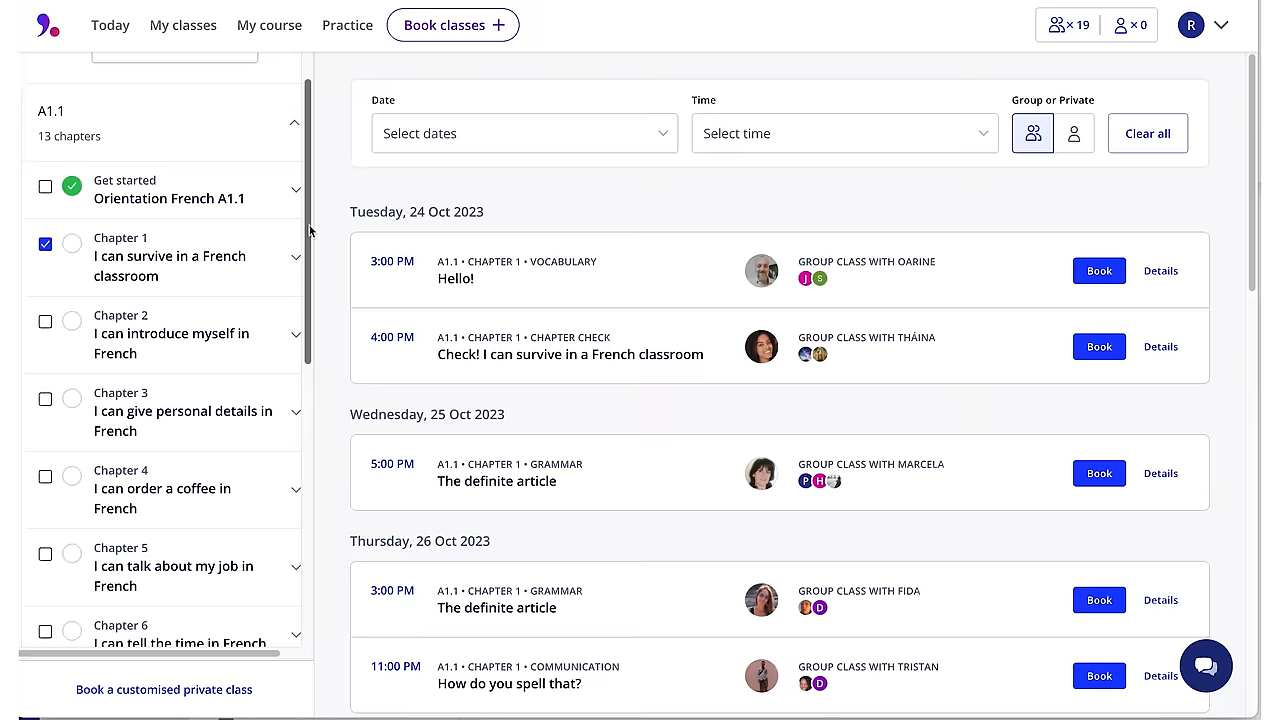 Today My classes My course Practice Book classes + × 19 × 0 R
A1.1
13 chapters
Get started
Orientation French A1.1
Chapter 1
I can survive in a French
classroom
Chapter 2
I can introduce myself in
French
Chapter 3
I can give personal details in
French
Chapter 4
I can order a coffee in
French
Chapter 5
I can talk about my job in
French
Chapter 6
I can tell the time in French
Book a customised private class
Date Time Group or Private
Select dates Select time Clear all
Tuesday, 24 Oct 2023
3:00 PM A1.1 • CHAPTER 1 • VOCABULARY GROUP CLASS WITH OARINE
Hello! J S Book Details
4:00 PM A1.1 • CHAPTER 1 • CHAPTER CHECK GROUP CLASS WITH THÁINA
Check! I can survive in a French classroom Book Details
Wednesday, 25 Oct 2023
5:00 PM A1.1 • CHAPTER 1 • GRAMMAR GROUP CLASS WITH MARCELA
The definite article P H Book Details
Thursday, 26 Oct 2023
3:00 PM A1.1 • CHAPTER 1 • GRAMMAR GROUP CLASS WITH FIDA
The definite article D Book Details
11:00 PM A1.1 • CHAPTER 1 • COMMUNICATION GROUP CLASS WITH TRISTAN
How do you spell that? D Book Details